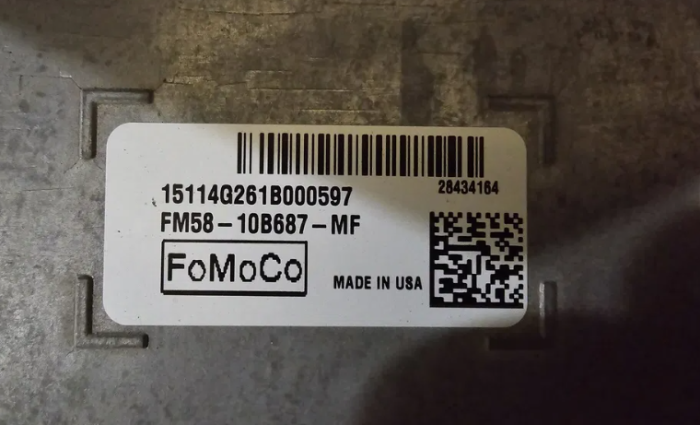 28434164
15114G261B000597
FM58-10B687-MF
FoMoCo
MADE IN USA